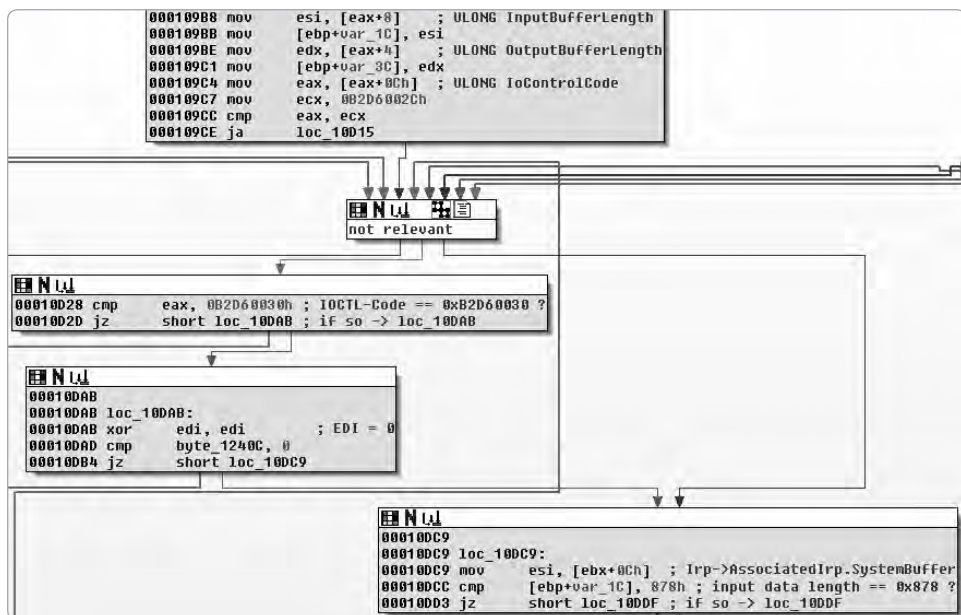 000109B8 mov esi, [eax+8] ; ULONG InputBufferLength
000109BB mov [ebp+var_1C], esi
000109BE mov edx, [eax+4] ; ULONG OutputBufferLength
000109C1 mov [ebp+var_3C], edx
000109C4 mov eax, [eax+0Ch] ; ULONG IoControlCode
000109C7 mov ecx, 0B2D6002Ch
000109CC cmp eax, ecx
000109CE ja loc_10D15
not relevant
00010D28 cmp eax, 0B2D60030h ; IOCTL-Code == 0xB2D60030 ?
00010D2D jz short loc_10DAB ; if so -> loc_10DAB
00010DAB
00010DAB loc_10DAB:
00010DAB xor edi, edi ; EDI = 0
00010DAD cmp byte_1240C, 0
00010DB4 jz short loc_10DC9
00010DC9
00010DC9 loc_10DC9:
00010DC9 mov esi, [ebx+0Ch] ; Irp->AssociatedIrp.SystemBuffer
00010DCC cmp [ebp+var_1C], 878h ; input data length == 0x878 ?
00010DD3 jz short loc_10DDF ; if so -> loc_10DDF